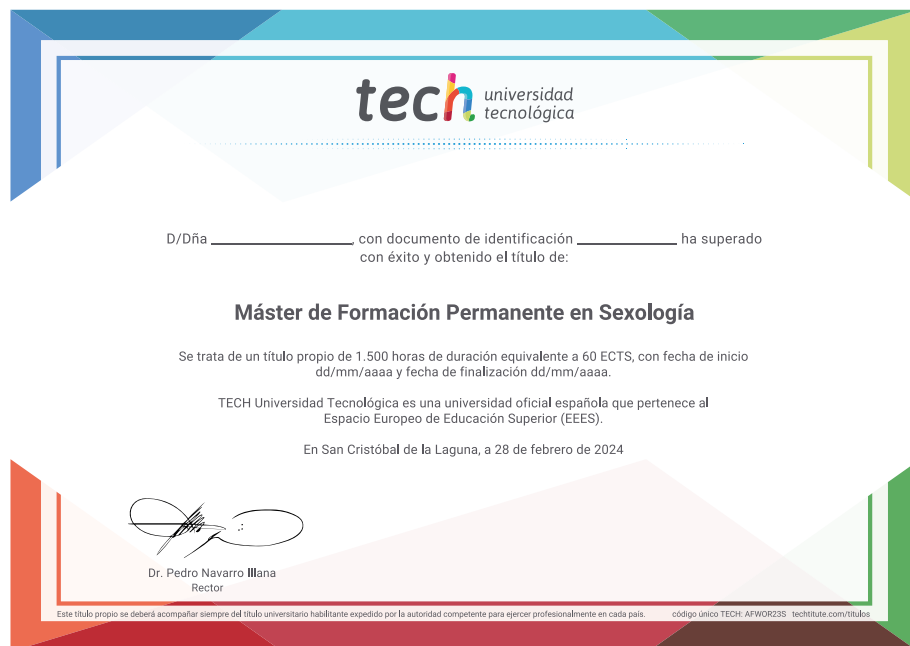 tech universidad
tecnológica
D/Dña ________________, con documento de identificación ____________ ha superado
con éxito y obtenido el título de:
Máster de Formación Permanente en Sexología
Se trata de un título propio de 1.500 horas de duración equivalente a 60 ECTS, con fecha de inicio
dd/mm/aaaa y fecha de finalización dd/mm/aaaa.
TECH Universidad Tecnológica es una universidad oficial española que pertenece al
Espacio Europeo de Educación Superior (EEES).
En San Cristóbal de la Laguna, a 28 de febrero de 2024
Dr. Pedro Navarro Illana
Rector
Este título propio se deberá acompañar siempre del título universitario habilitante expedido por la autoridad competente para ejercer profesionalmente en cada país. código único TECH: AFWOR23S techtitute.com/titulos